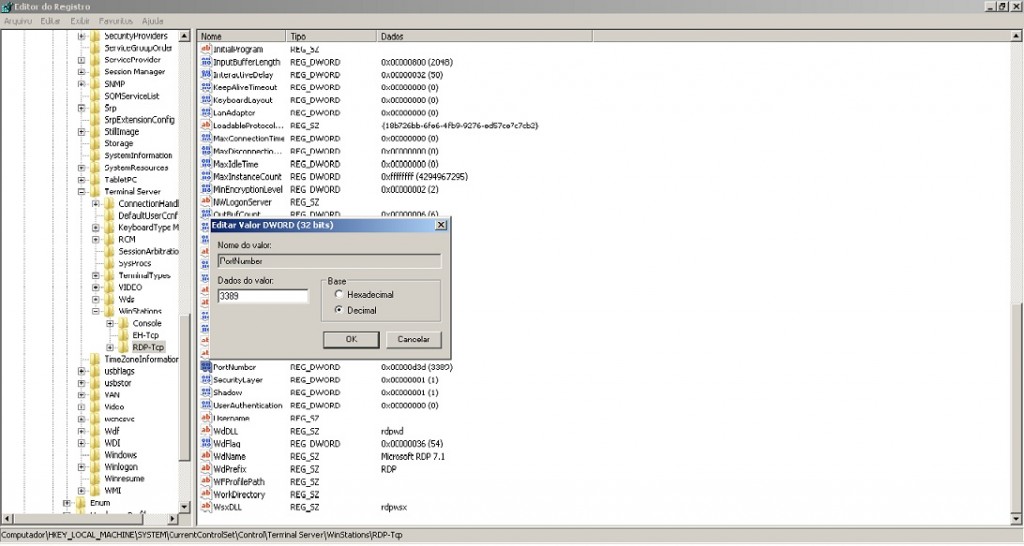 Editor do Registro
Arquivo Editar Exibir Favoritos Ajuda
SecurityProviders
ServiceGroupOrder
ServiceProvider
Session Manager
SNMP
SQMServiceList
Srp
SrpExtensionConfig
StillImage
Storage
SystemInformation
SystemResources
TabletPC
Terminal Server
ConnectionHandl
DefaultUserConf
KeyboardType M
RCM
SessionArbitratio
SysProcs
TerminalTypes
VIDEO
Wds
WinStations
Console
EH-Tcp
RDP-Tcp
TimeZoneInformation
usbflags
usbstor
VAN
Video
wcncsvc
Wdf
WDI
Windows
Winlogon
Winresume
WMI
Enum
Nome Tipo Dados
InitialProgram REG_SZ
InputBufferLength REG_DWORD 0x00000800 (2048)
InteractiveDelay REG_DWORD 0x00000032 (50)
KeepAliveTimeout REG_DWORD 0x00000000 (0)
KeyboardLayout REG_DWORD 0x00000000 (0)
LanAdapter REG_DWORD 0x00000000 (0)
LoadableProtocol... REG_SZ {18b726bb-6fe6-4fb9-9276-ed57ce7c7cb2}
MaxConnectionTime REG_DWORD 0x00000000 (0)
MaxDisconnectio... REG_DWORD 0x00000000 (0)
MaxIdleTime REG_DWORD 0x00000000 (0)
MaxInstanceCount REG_DWORD 0xffffffff (4294967295)
MinEncryptionLevel REG_DWORD 0x00000002 (2)
NWLogonServer REG_SZ
OutBufCount REG_DWORD 0x00000006 (6)
Editar Valor DWORD (32 bits)
Nome do valor:
PortNumber
Dados do valor:
3389
Base
Hexadecimal
Decimal
OK Cancelar
PortNumber REG_DWORD 0x00000d3d (3389)
SecurityLayer REG_DWORD 0x00000001 (1)
Shadow REG_DWORD 0x00000001 (1)
UserAuthentication REG_DWORD 0x00000000 (0)
Username REG_SZ
WdDLL REG_SZ rdpwd
WdFlag REG_DWORD 0x00000036 (54)
WdName REG_SZ Microsoft RDP 7.1
WdPrefix REG_SZ RDP
WFProfilePath REG_SZ
WorkDirectory REG_SZ
WsxDLL REG_SZ rdpwsx
Computador\HKEY_LOCAL_MACHINE\SYSTEM\CurrentControlSet\Control\Terminal Server\WinStations\RDP-Tcp